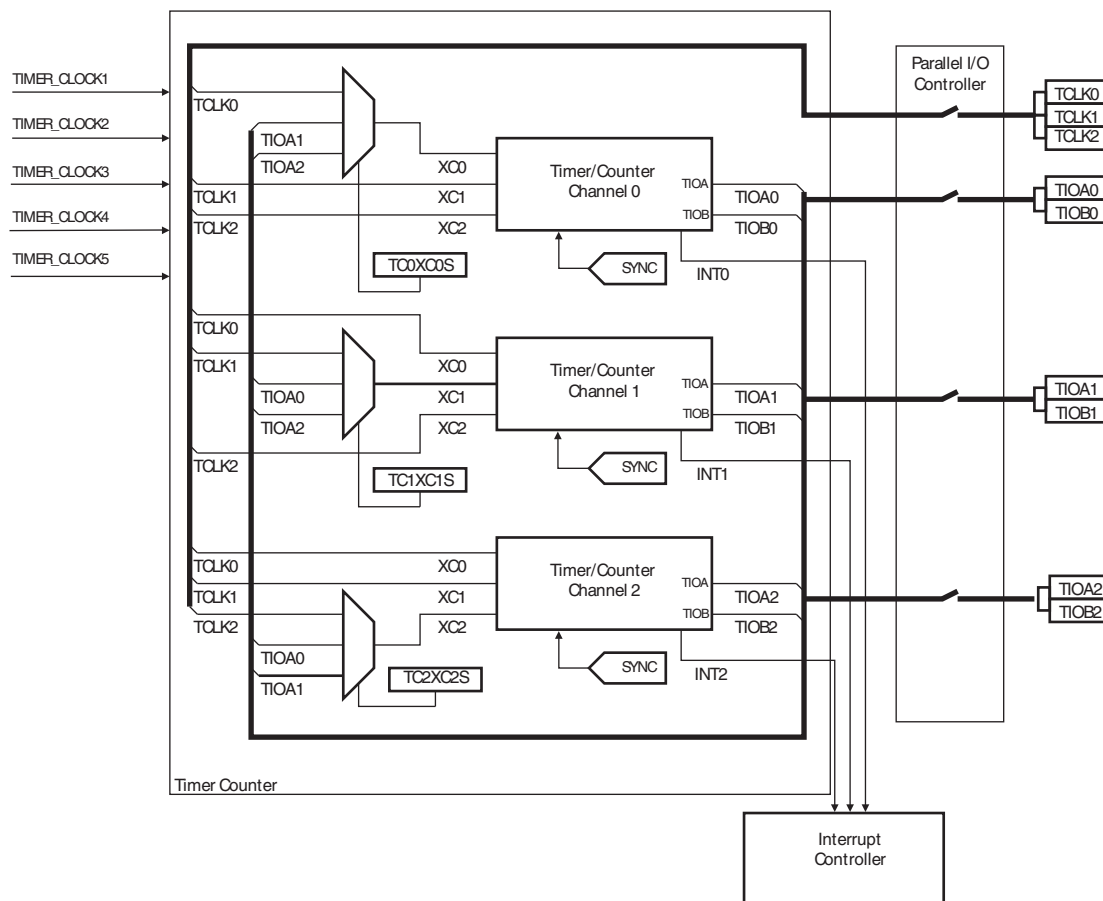 TIMER_CLOCK1
TIMER_CLOCK2
TIMER_CLOCK3
TIMER_CLOCK4
TIMER_CLOCK5
TCLK0
TIOA1
TIOA2
TCLK1
TCLK2
XC0
XC1
XC2
TC0XC0S
Timer/Counter
Channel 0
TIOA
TIOB
TIOA0
TIOB0
SYNC
INT0
TCLK0
TCLK1
TIOA0
TIOA2
TCLK2
XC0
XC1
XC2
TC1XC1S
Timer/Counter
Channel 1
TIOA
TIOB
TIOA1
TIOB1
SYNC
INT1
TCLK0
TCLK1
TCLK2
TIOA0
TIOA1
XC0
XC1
XC2
TC2XC2S
Timer/Counter
Channel 2
TIOA
TIOB
TIOA2
TIOB2
SYNC
INT2
Timer Counter
Parallel I/O
Controller
TCLK0
TCLK1
TCLK2
TIOA0
TIOB0
TIOA1
TIOB1
TIOA2
TIOB2
Interrupt
Controller